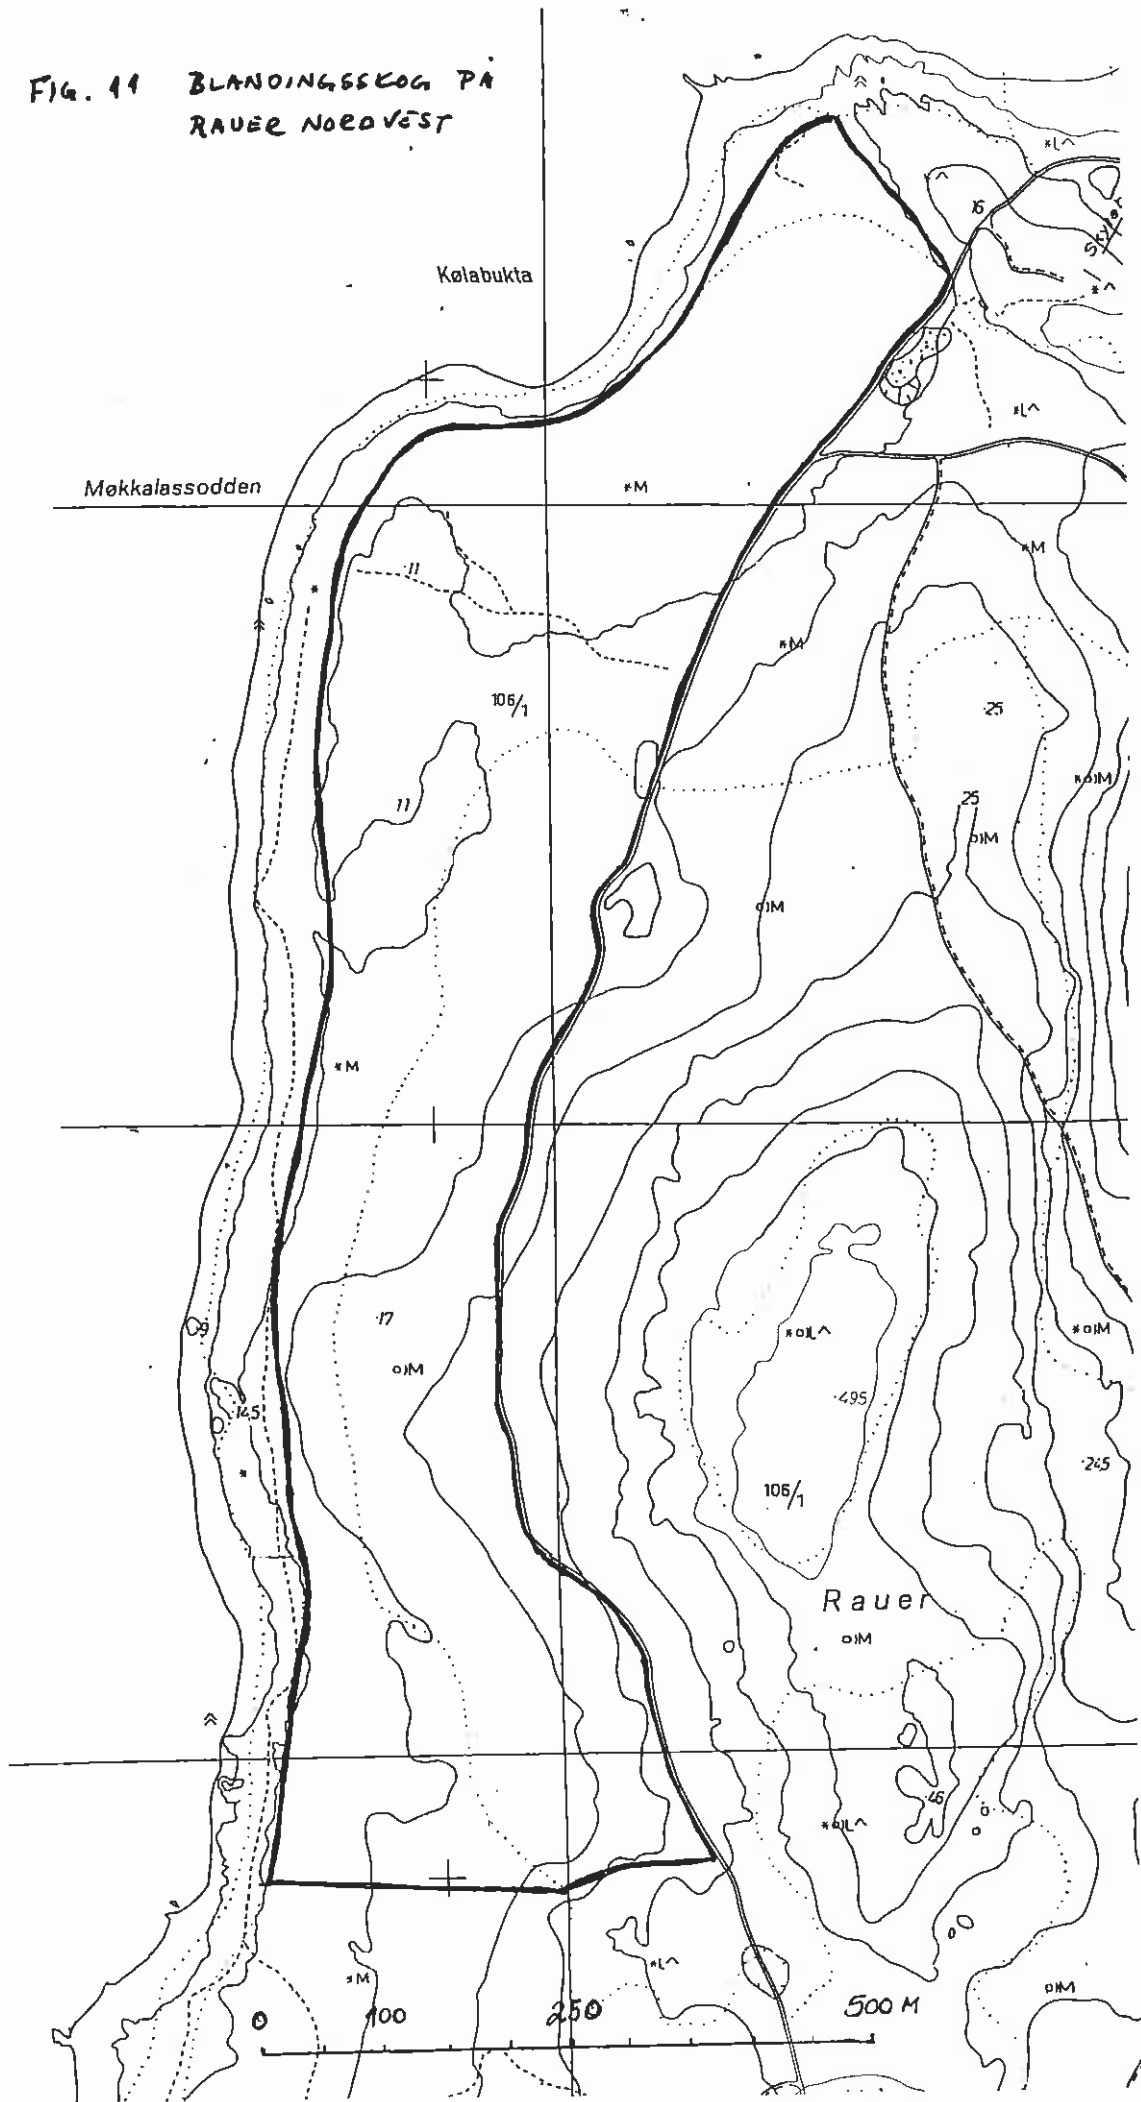 FIG. 11 BLANDINGSSKOG PÅ
RAUER NORDVEST
*L^
^
16
Skyteb
Kølabukta
*^
*L^
Møkkalassodden
*M
*M
11
*M
106/1
25
*o)M
11
25
o)M
o)M
*M
17
*o)L^
*o)M
o)M
495
145
*
245
106/1
Rauer
o)M
46
*o)L^
*L^
*M
o)M
0 100 250 500 M